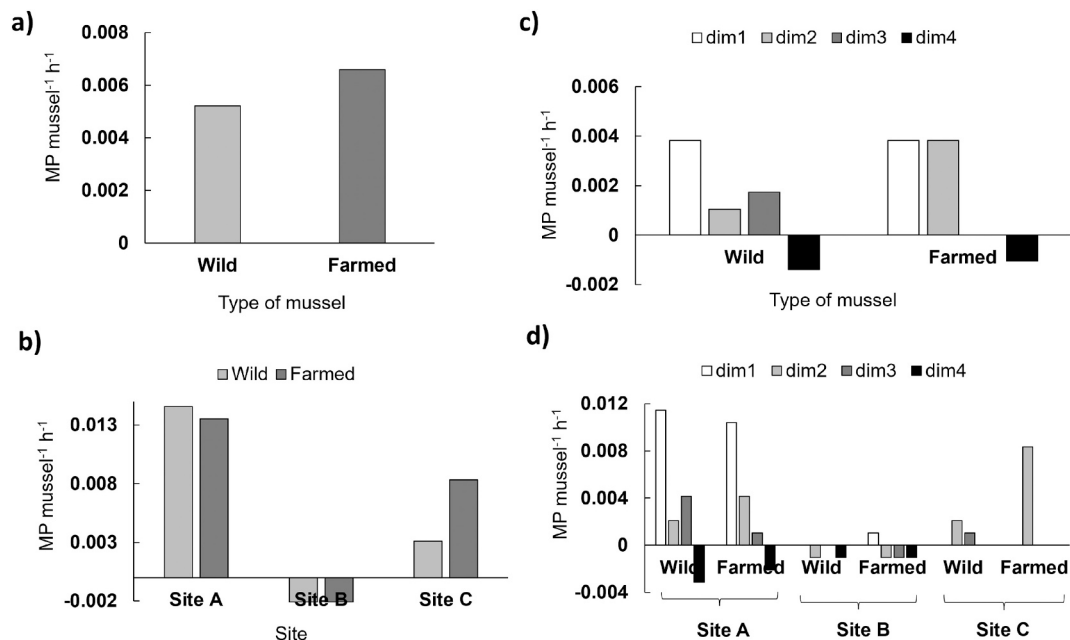 a)
0.008
0.006
0.004
0.002
0
MP mussel-1 h-1
Wild Farmed
Type of mussel
b)
Wild Farmed
0.013
0.008
0.003
-0.002
MP mussel-1 h-1
Site A Site B Site C
Site
c)
dim1 dim2 dim3 dim4
0.006
0.004
0.002
0
-0.002
MP mussel-1 h-1
Wild Farmed
Type of mussel
d)
dim1 dim2 dim3 dim4
0.012
0.008
0.004
0
-0.004
MP mussel-1 h-1
Wild Farmed Wild Farmed Wild Farmed
Site A Site B Site C